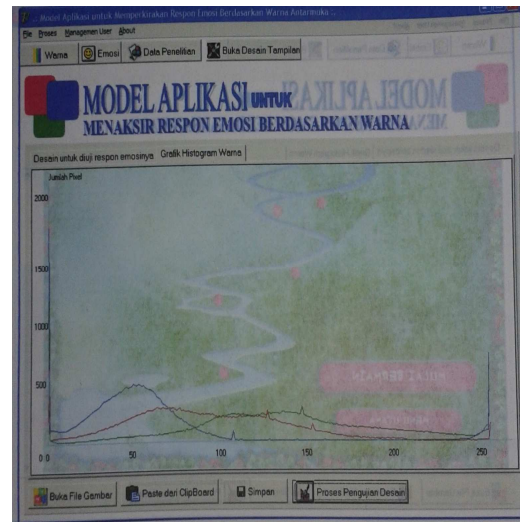 .: Model Aplikasi untuk Memperkirakan Respon Emosi Berdasarkan Warna Antarmuka :.
File Proses Manajemen User About
Warna Emosi Data Penelitian Buka Desain Tampilan
MODEL APLIKASI UNTUK
MENAKSIR RESPON EMOSI BERDASARKAN WARNA
Desain untuk diuji respon emosinya Grafik Histogram Warna
Jumlah Pixel
2000
1500
1000
500
0 0 50 100 150 200 250
Buka File Gambar Paste dari ClipBoard Simpan Proses Pengujian Desain